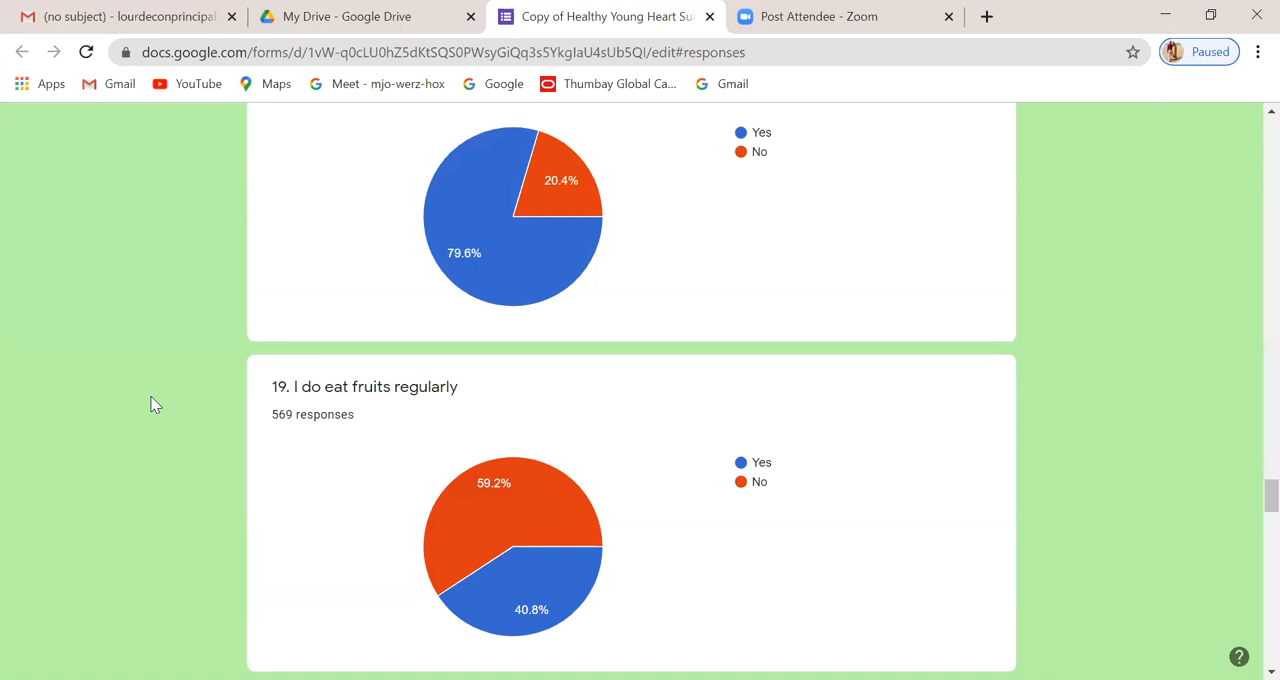 (no subject) - lourdeconprincipal
My Drive - Google Drive
Copy of Healthy Young Heart Su
Post Attendee - Zoom
docs.google.com/forms/d/1vW-q0cLU0hZ5dKtSQS0PWsyGiQq3s5YkgIaU4sUb5QI/edit#responses
Paused
Apps
Gmail
YouTube
Maps
Meet - mjo-werz-hox
Google
Thumbay Global Ca...
Gmail
Yes
No
20.4%
79.6%
19. I do eat fruits regularly
569 responses
Yes
No
59.2%
40.8%
?